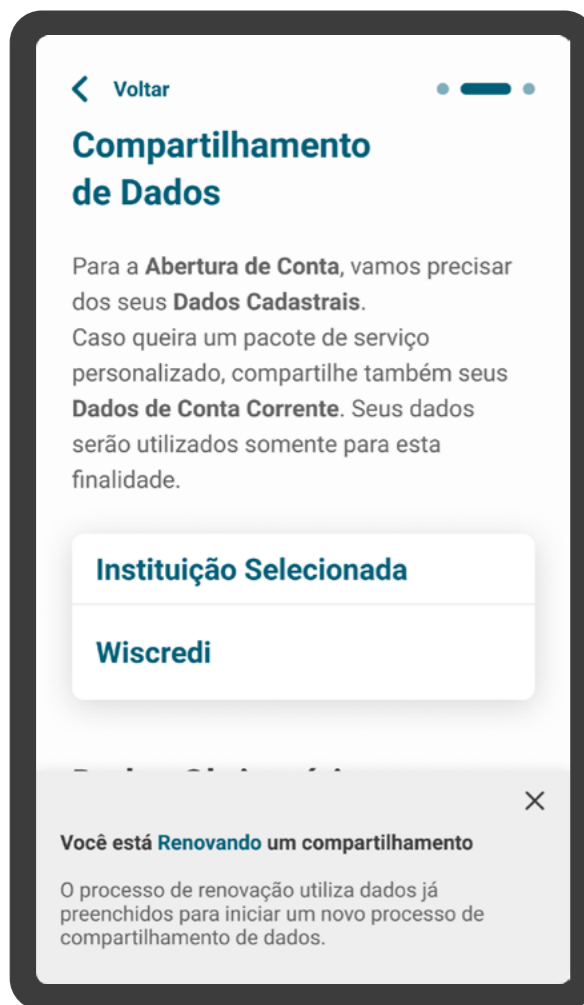 Voltar
Compartilhamento
de Dados
Para a Abertura de Conta, vamos precisar
dos seus Dados Cadastrais.
Caso queira um pacote de serviço
personalizado, compartilhe também seus
Dados de Conta Corrente. Seus dados
serão utilizados somente para esta
finalidade.
Instituição Selecionada
Wiscredi
Você está Renovando um compartilhamento
O processo de renovação utiliza dados já
preenchidos para iniciar um novo processo de
compartilhamento de dados.